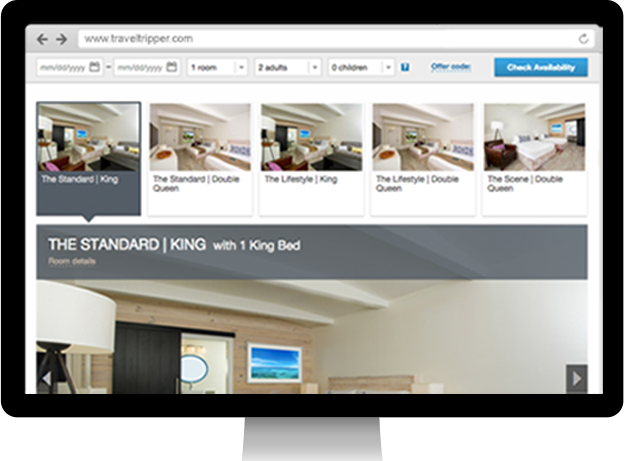 www.traveltripper.com
mm/dd/yyyy – mm/dd/yyyy 1 room 2 adults 0 children ? Offer code: Check Availability
The Standard | King
The Standard | Double
Queen
The Lifestyle | King
The Lifestyle | Double
Queen
The Scene | Double
Queen
THE STANDARD | KING with 1 King Bed
Room details